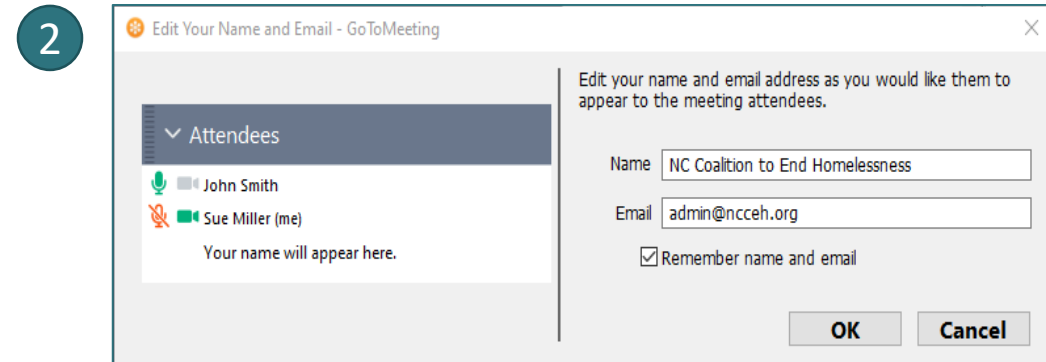 2
Edit Your Name and Email - GoToMeeting
Attendees
John Smith
Sue Miller (me)
Your name will appear here.
Edit your name and email address as you would like them to
appear to the meeting attendees.
Name NC Coalition to End Homelessness
Email admin@ncceh.org
Remember name and email
OK Cancel